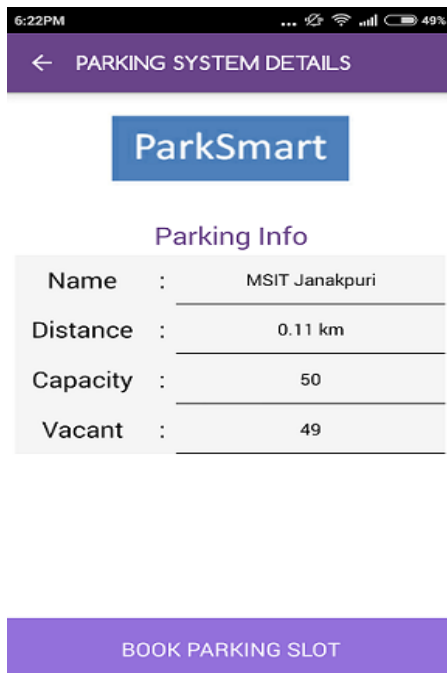 6:22PM ... 49%
← PARKING SYSTEM DETAILS
ParkSmart
Parking Info
Name : MSIT Janakpuri
Distance : 0.11 km
Capacity : 50
Vacant : 49
BOOK PARKING SLOT